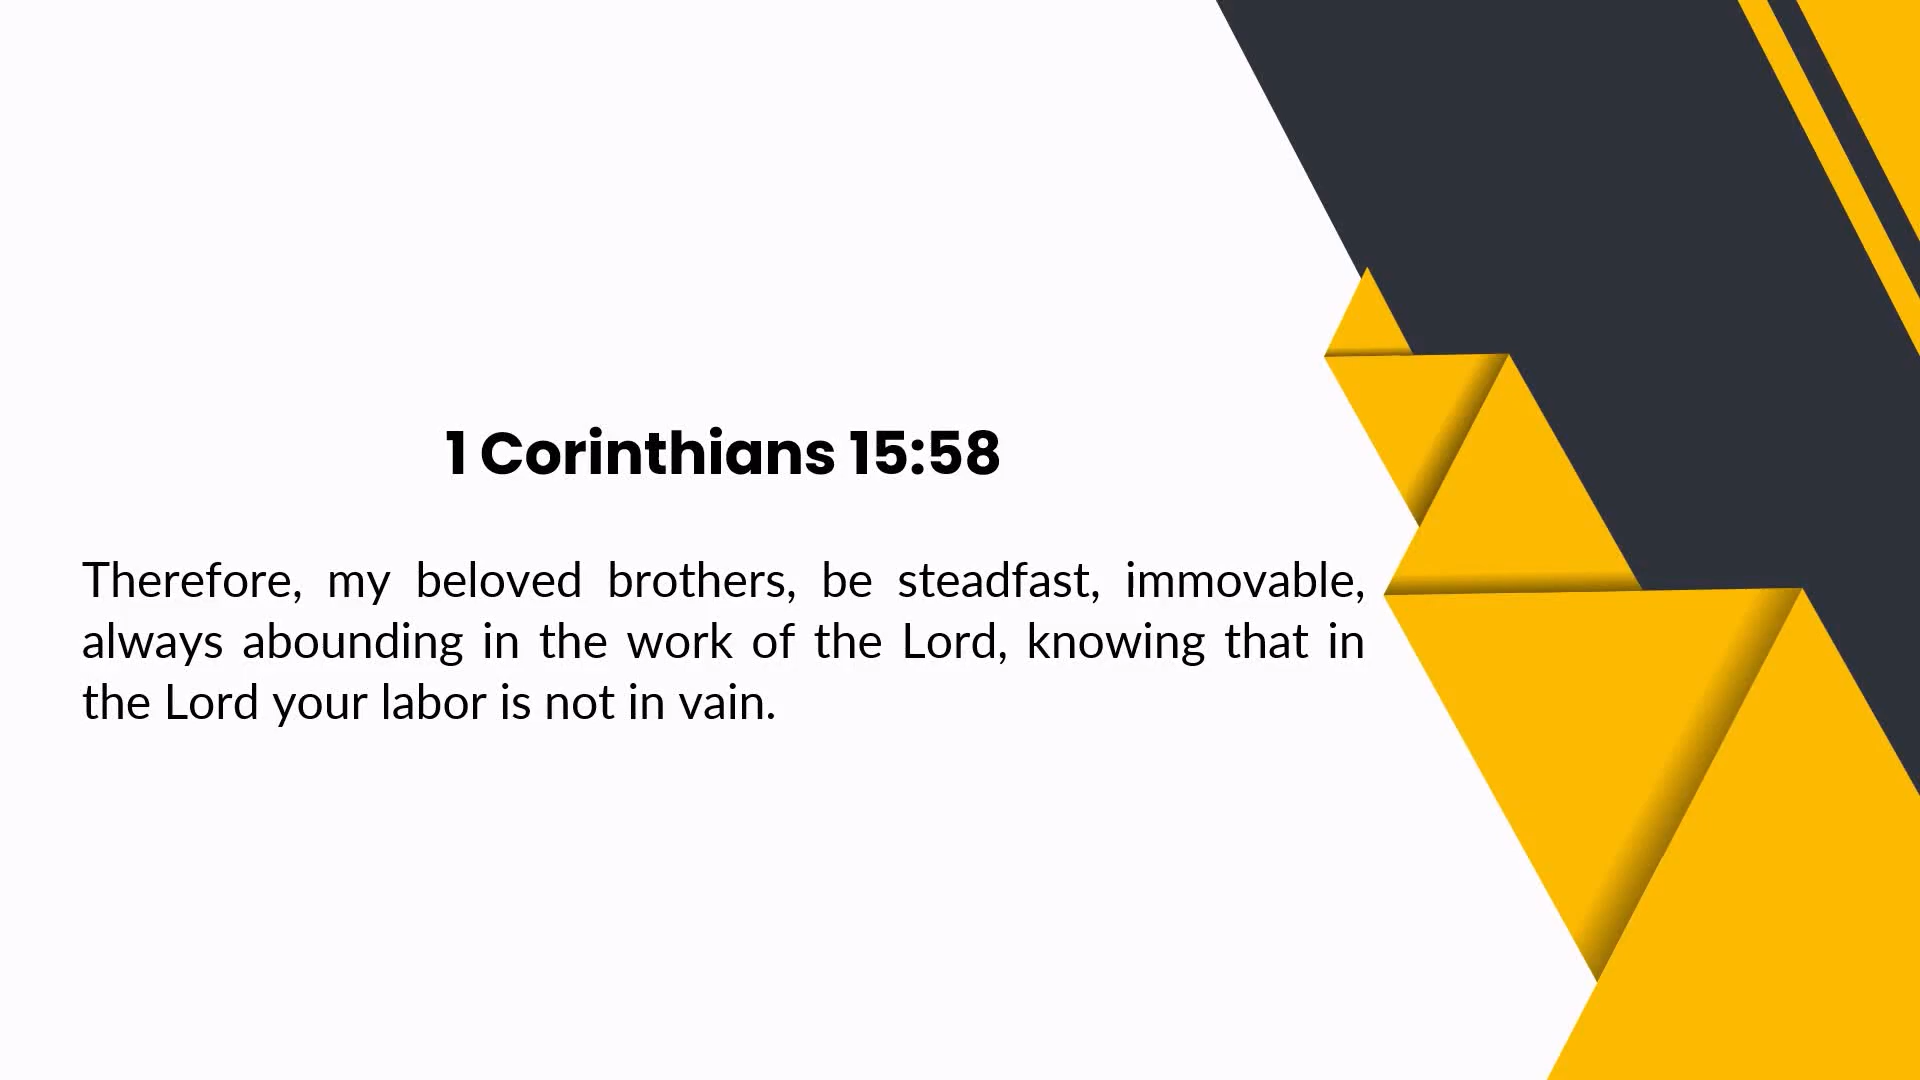 1 Corinthians 15:58
Therefore, my beloved brothers, be steadfast, immovable,
always abounding in the work of the Lord, knowing that in
the Lord your labor is not in vain.